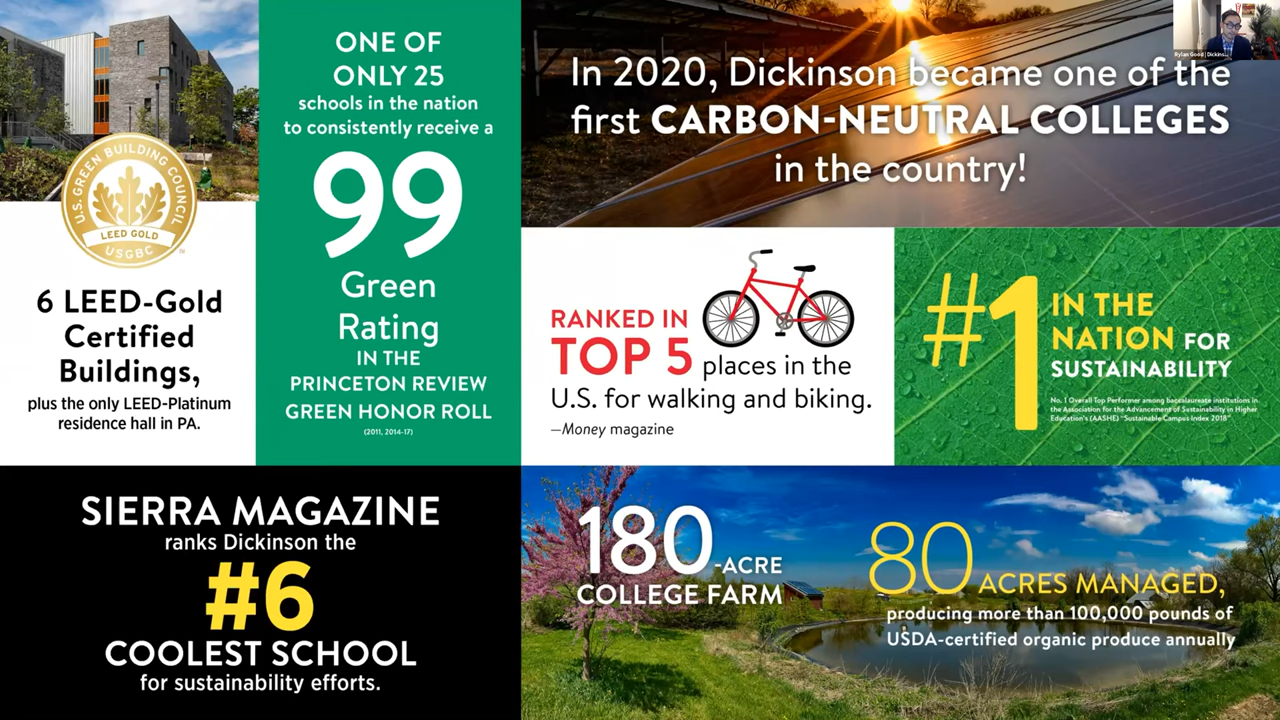 U.S. GREEN BUILDING COUNCIL
LEED GOLD
USGBC
6 LEED-Gold
Certified
Buildings,
plus the only LEED-Platinum
residence hall in PA.
ONE OF
ONLY 25
schools in the nation
to consistently receive a
99
Green
Rating
IN THE
PRINCETON REVIEW
GREEN HONOR ROLL
(2011, 2014-17)
In 2020, Dickinson became one of the
first CARBON-NEUTRAL COLLEGES
in the country!
Rylan Good | Dickins...
RANKED IN
TOP 5 places in the
U.S. for walking and biking.
—Money magazine
#1 IN THE
NATION FOR
SUSTAINABILITY
No. 1 Overall Top Performer among baccalaureate institutions in
the Association for the Advancement of Sustainability in Higher
Education's (AASHE) "Sustainable Campus Index 2018"
SIERRA MAGAZINE
ranks Dickinson the
#6
COOLEST SCHOOL
for sustainability efforts.
180-ACRE
COLLEGE FARM
80 ACRES MANAGED,
producing more than 100,000 pounds of
USDA-certified organic produce annually